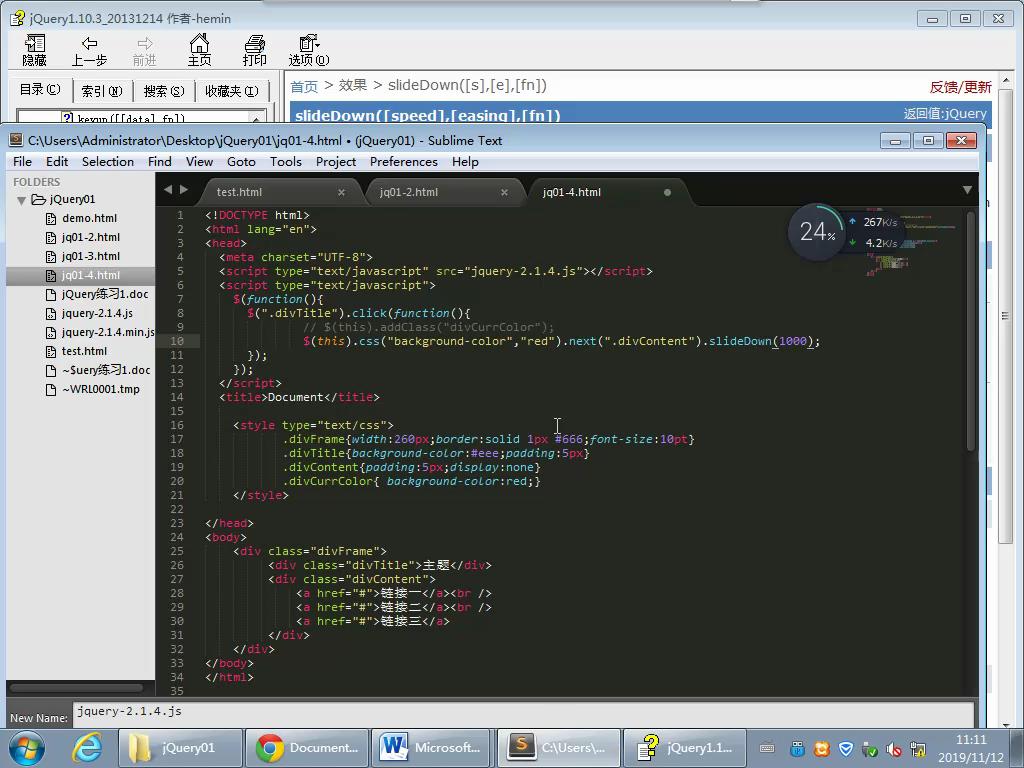 jQuery1.10.3_20131214 作者-hemin
隐藏 上一步 前进 主页 打印 选项(O)
目录(C) 索引(N) 搜索(S) 收藏夹(I)
首页 > 效果 > slideDown([s],[e],[fn])
反馈/更新
keyup([[data],fn])
slideDown([speed],[easing],[fn])
返回值:jQuery
C:\Users\Administrator\Desktop\jQuery01\jq01-4.html • (jQuery01) - Sublime Text
File Edit Selection Find View Goto Tools Project Preferences Help
FOLDERS
jQuery01
demo.html
jq01-2.html
jq01-3.html
jq01-4.html
jQuery练习1.doc
jquery-2.1.4.js
jquery-2.1.4.min.js
test.html
~$uery练习1.doc
~WRL0001.tmp
test.html jq01-2.html jq01-4.html
24% 267K/s
4.2K/s
1 <!DOCTYPE html>
2 <html lang="en">
3 <head>
4 <meta charset="UTF-8">
5 <script type="text/javascript" src="jquery-2.1.4.js"></script>
6 <script type="text/javascript">
7 $(function(){
8 $(".divTitle").click(function(){
9 // $(this).addClass("divCurrColor");
10 $(this).css("background-color","red").next(".divContent").slideDown(1000);
11 });
12 });
13 </script>
14 <title>Document</title>
15
16 <style type="text/css">
17 .divFrame{width:260px;border:solid 1px #666;font-size:10pt}
18 .divTitle{background-color:#eee;padding:5px}
19 .divContent{padding:5px;display:none}
20 .divCurrColor{ background-color:red;}
21 </style>
22
23 </head>
24 <body>
25 <div class="divFrame">
26 <div class="divTitle">主题</div>
27 <div class="divContent">
28 <a href="#">链接一</a><br />
29 <a href="#">链接二</a><br />
30 <a href="#">链接三</a>
31 </div>
32 </div>
33 </body>
34 </html>
35
New Name: jquery-2.1.4.js
jQuery01 Document... Microsoft... C:\Users\... jQuery1.1...
11:11
2019/11/12